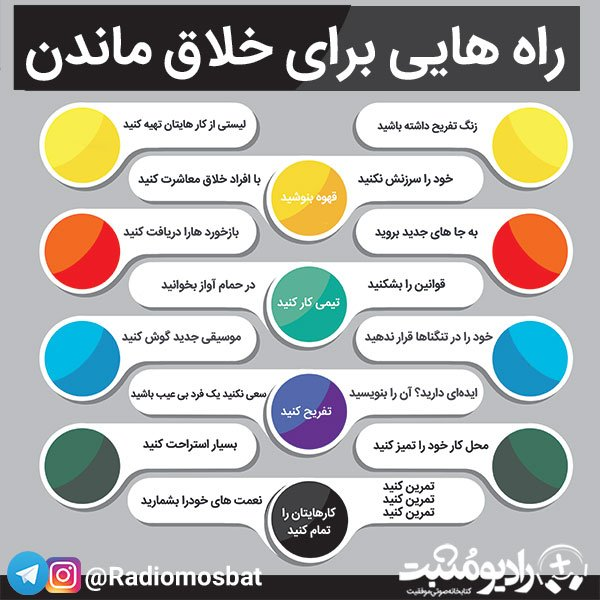 راه هایی برای خلاق ماندن
زنگ تفریح داشته باشید
لیستی از کار هایتان تهیه کنید
خود را سرزنش نکنید
قهوه بنوشید
با افراد خلاق معاشرت کنید
به جا های جدید بروید
بازخورد هارا دریافت کنید
قوانین را بشکنید
تیمی کار کنید
در حمام آواز بخوانید
خود را در تنگناها قرار ندهید
موسیقی جدید گوش کنید
ایده‌ای دارید؟ آن را بنویسید
تفریح کنید
سعی نکنید یک فرد بی عیب باشید
محل کار خود را تمیز کنید
بسیار استراحت کنید
تمرین کنید
تمرین کنید
تمرین کنید
کارهایتان را
تمام کنید
نعمت های خودرا بشمارید
@Radiomosbat
رادیو مُثبت
کتابخانه صوتی موفقیت